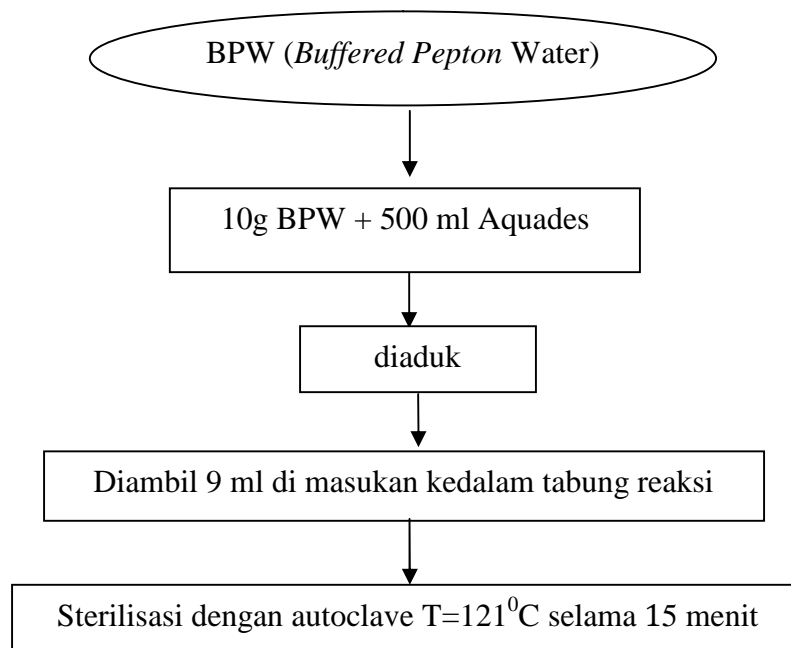 BPW (Buffered Pepton Water)
10g BPW + 500 ml Aquades
diaduk
Diambil 9 ml di masukan kedalam tabung reaksi
Sterilisasi dengan autoclave T=121⁰C selama 15 menit